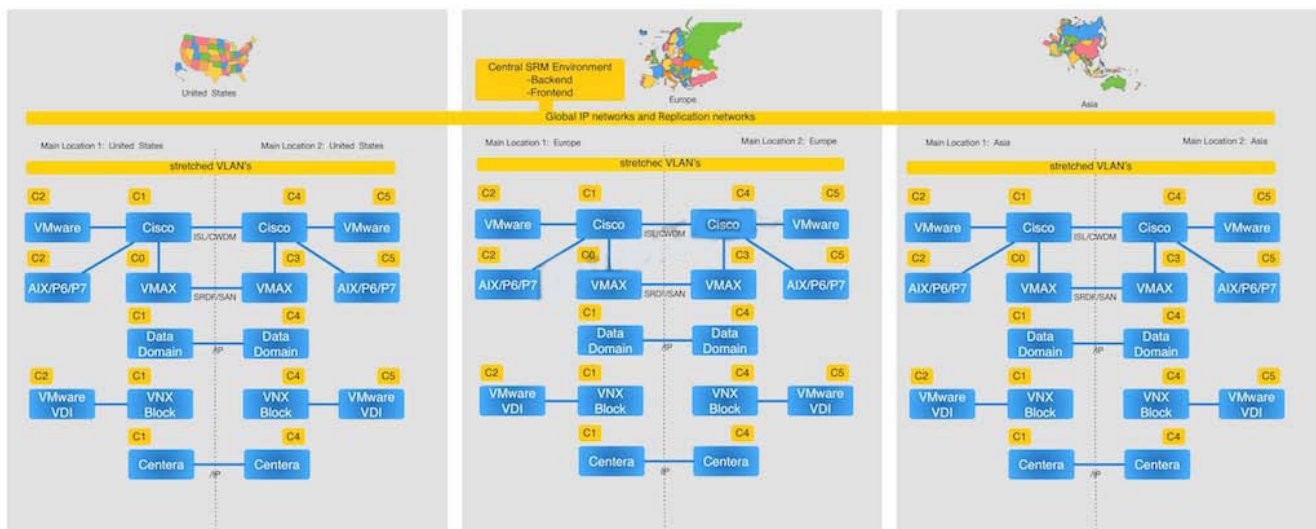 United States
Central SRM Environment
-Backend
-Frontend
Europe
Asia
Global IP networks and Replication networks
Main Location 1: United States
Main Location 2: United States
stretched VLAN's
C2
C1
C4
C5
VMware
Cisco
ISL/CWDM
Cisco
VMware
C2
C0
C3
C5
AIX/P6/P7
VMAX
SRDF/SAN
VMAX
AIX/P6/P7
C1
C4
Data
Domain
/IP
Data
Domain
C2
C1
C4
C5
VMware
VDI
VNX
Block
VNX
Block
VMware
VDI
C1
C4
Centera
/IP
Centera
Main Location 1: Europe
Main Location 2: Europe
stretched VLAN's
C2
C1
C4
C5
VMware
Cisco
ISL/CWDM
Cisco
VMware
C2
C0
C3
C5
AIX/P6/P7
VMAX
SRDF/SAN
VMAX
AIX/P6/P7
C1
C4
Data
Domain
/IP
Data
Domain
C2
C1
C4
C5
VMware
VDI
VNX
Block
VNX
Block
VMware
VDI
C1
C4
Centera
/IP
Centera
Main Location 1: Asia
Main Location 2: Asia
stretched VLAN's
C2
C1
C4
C5
VMware
Cisco
ISL/CWDM
Cisco
VMware
C2
C0
C3
C5
AIX/P6/P7
VMAX
SRDF/SAN
VMAX
AIX/P6/P7
C1
C4
Data
Domain
/IP
Data
Domain
C2
C1
C4
C5
VMware
VDI
VNX
Block
VNX
Block
VMware
VDI
C1
C4
Centera
/IP
Centera